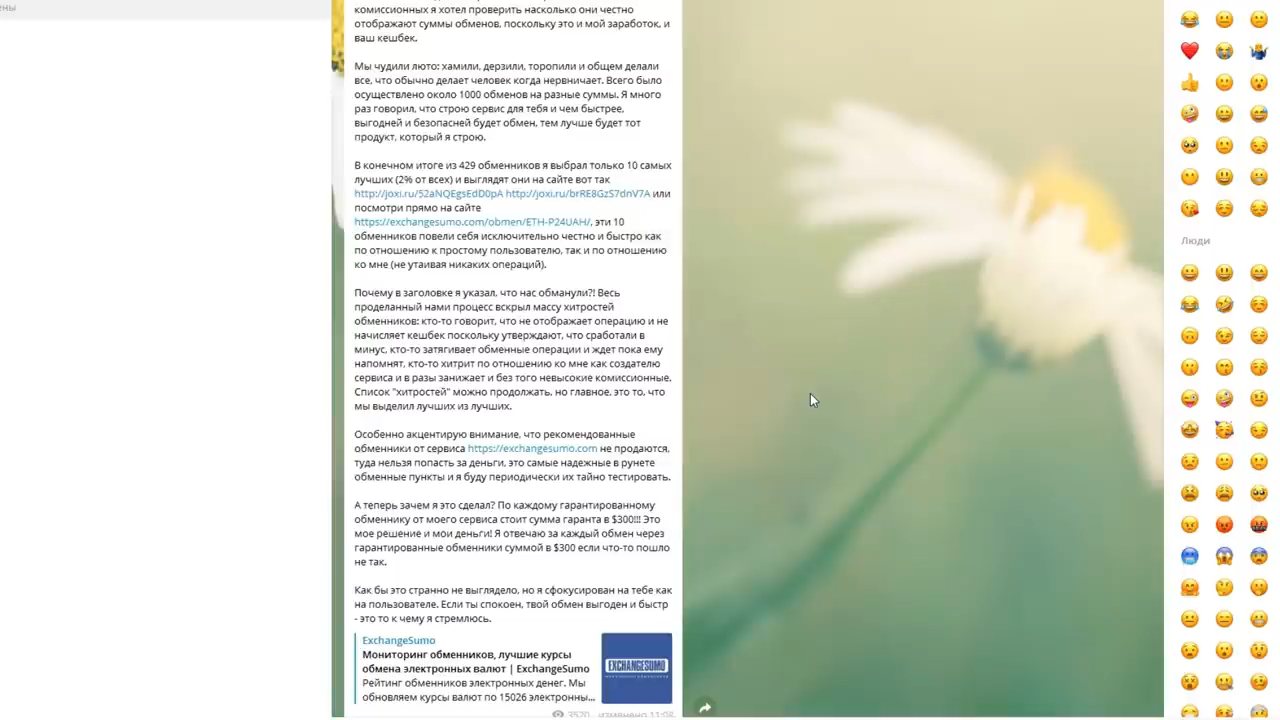 ены
комиссионных я хотел проверить насколько они честно
отображают суммы обменов, поскольку это и мой заработок, и
ваш кешбек.
Мы чудили люто: хамили, дерзили, торопили и общем делали
все, что обычно делает человек когда нервничает. Всего было
осуществлено около 1000 обменов на разные суммы. Я много
раз говорил, что строю сервис для тебя и чем быстрее,
выгодней и безопасней будет обмен, тем лучше будет тот
продукт, который я строю.
В конечном итоге из 429 обменников я выбрал только 10 самых
лучших (2% от всех) и выглядят они на сайте вот так
http://joxi.ru/52aNQEgsEdD0pA http://joxi.ru/brRE8GzS7dnV7A или
посмотри прямо на сайте
https://exchangesumo.com/obmen/ETH-P24UAH/, эти 10
обменников повели себя исключительно честно и быстро как
по отношению к простому пользователю, так и по отношению
ко мне (не утаивая никаких операций).
Почему в заголовке я указал, что нас обманули?! Весь
проделанный нами процесс вскрыл массу хитростей
обменников: кто-то говорит, что не отображает операцию и не
начисляет кешбек поскольку утверждают, что сработали в
минус, кто-то затягивает обменные операции и ждет пока ему
напомнят, кто-то хитрит по отношению ко мне как создателю
сервиса и в разы занижает и без того невысокие комиссионные.
Список "хитростей" можно продолжать, но главное, это то, что
мы выделил лучших из лучших.
Особенно акцентирую внимание, что рекомендованные
обменники от сервиса https://exchangesumo.com не продаются,
туда нельзя попасть за деньги, это самые надежные в рунете
обменные пункты и я буду периодически их тайно тестировать.
А теперь зачем я это сделал? По каждому гарантированному
обменнику от моего сервиса стоит сумма гаранта в $300!!! Это
мое решение и мои деньги! Я отвечаю за каждый обмен через
гарантированные обменники суммой в $300 если что-то пошло
не так.
Как бы это странно не выглядело, но я сфокусирован на тебе как
на пользователе. Если ты спокоен, твой обмен выгоден и быстр
- это то к чему я стремлюсь.
ExchangeSumo
Мониторинг обменников, лучшие курсы
обмена электронных валют | ExchangeSumo
Рейтинг обменников электронных денег. Мы
обновляем курсы валют по 15026 электронны...
EXCHANGESUMO
3520 изменено 11:08
Люди